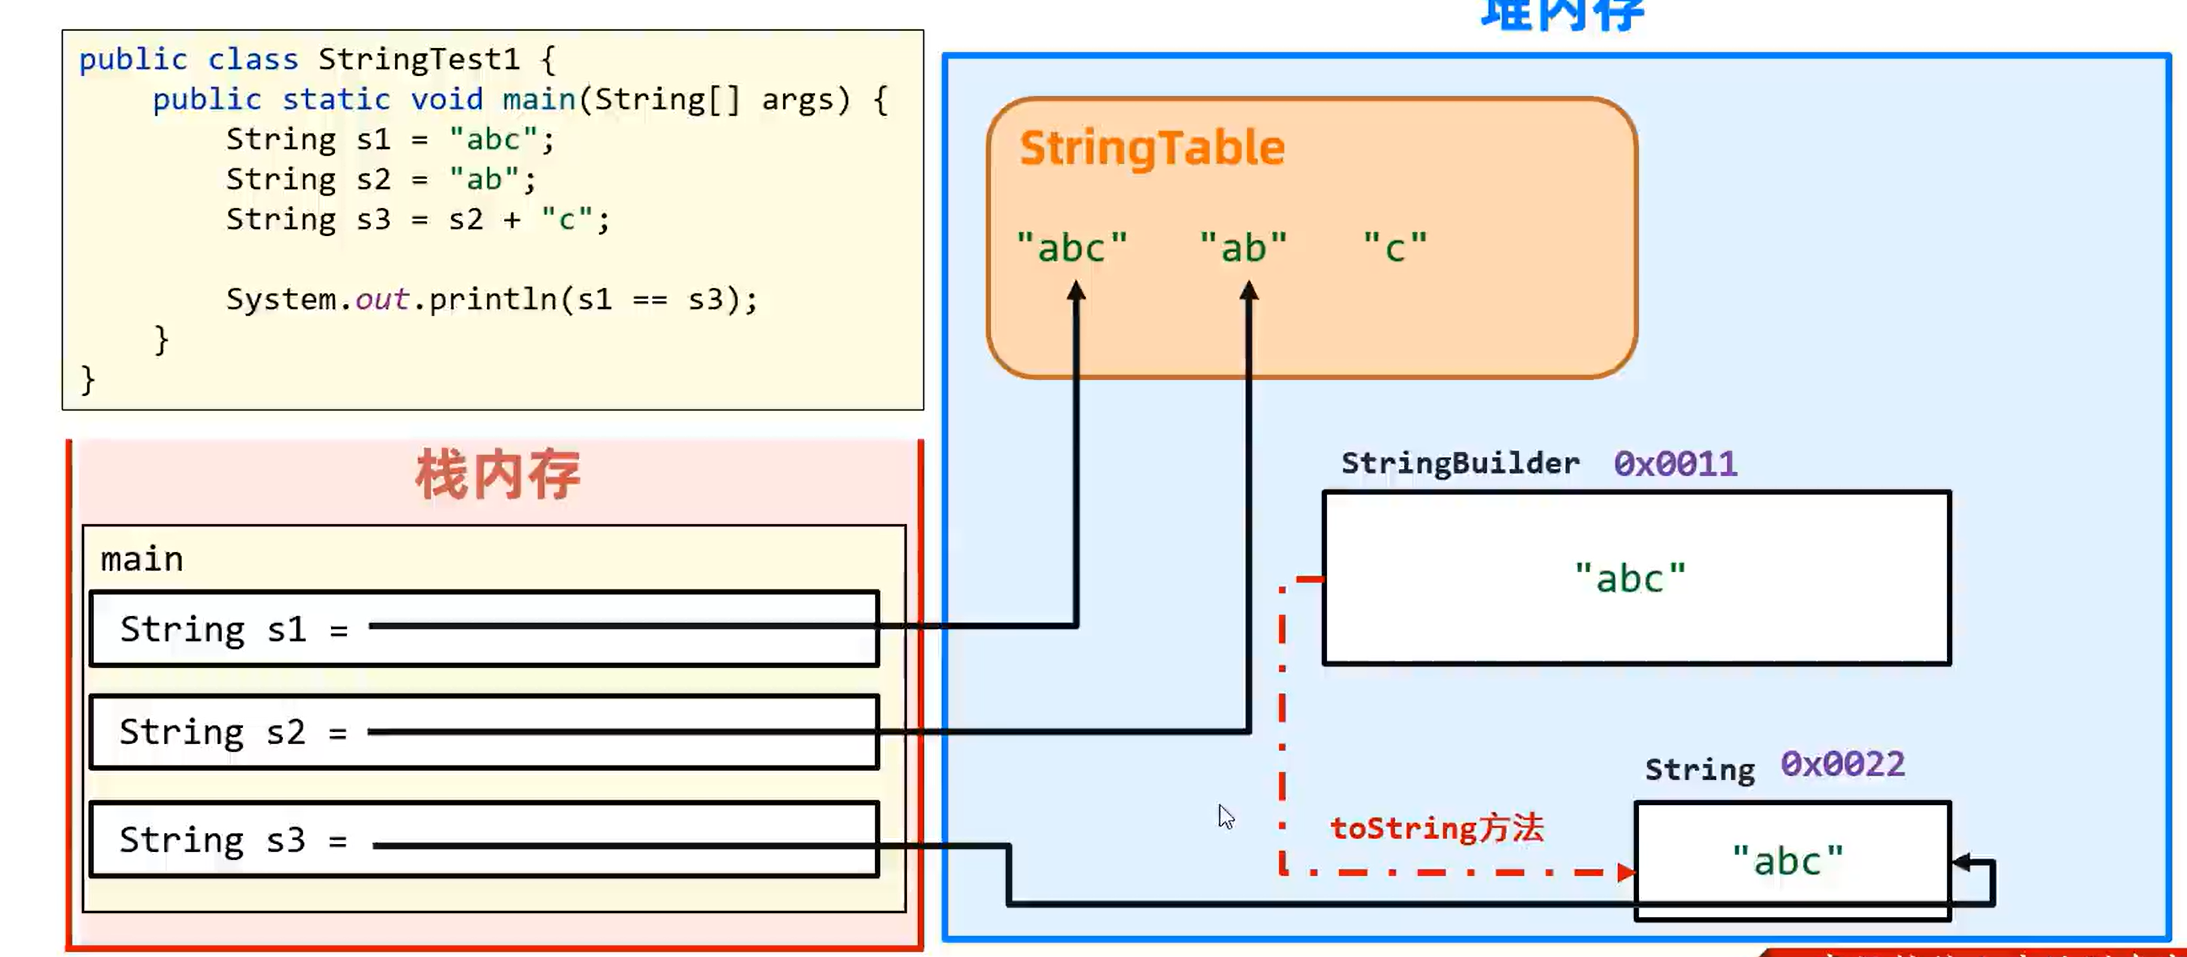 堆内存
public class StringTest1 {
public static void main(String[] args) {
String s1 = "abc";
String s2 = "ab";
String s3 = s2 + "c";
System.out.println(s1 == s3);
}
}
StringTable
"abc" "ab" "c"
栈内存
main
String s1 =
String s2 =
String s3 =
StringBuilder 0x0011
"abc"
toString方法
String 0x0022
"abc"